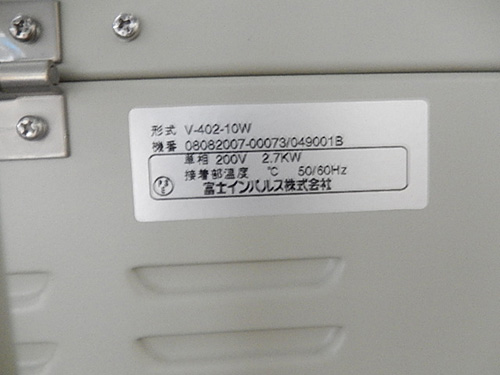 形式 V-402-10W
機番 08082007-00073/049001B
単相 200V 2.7KW
接着部温度 ℃ 50/60Hz
富士インパルス株式会社